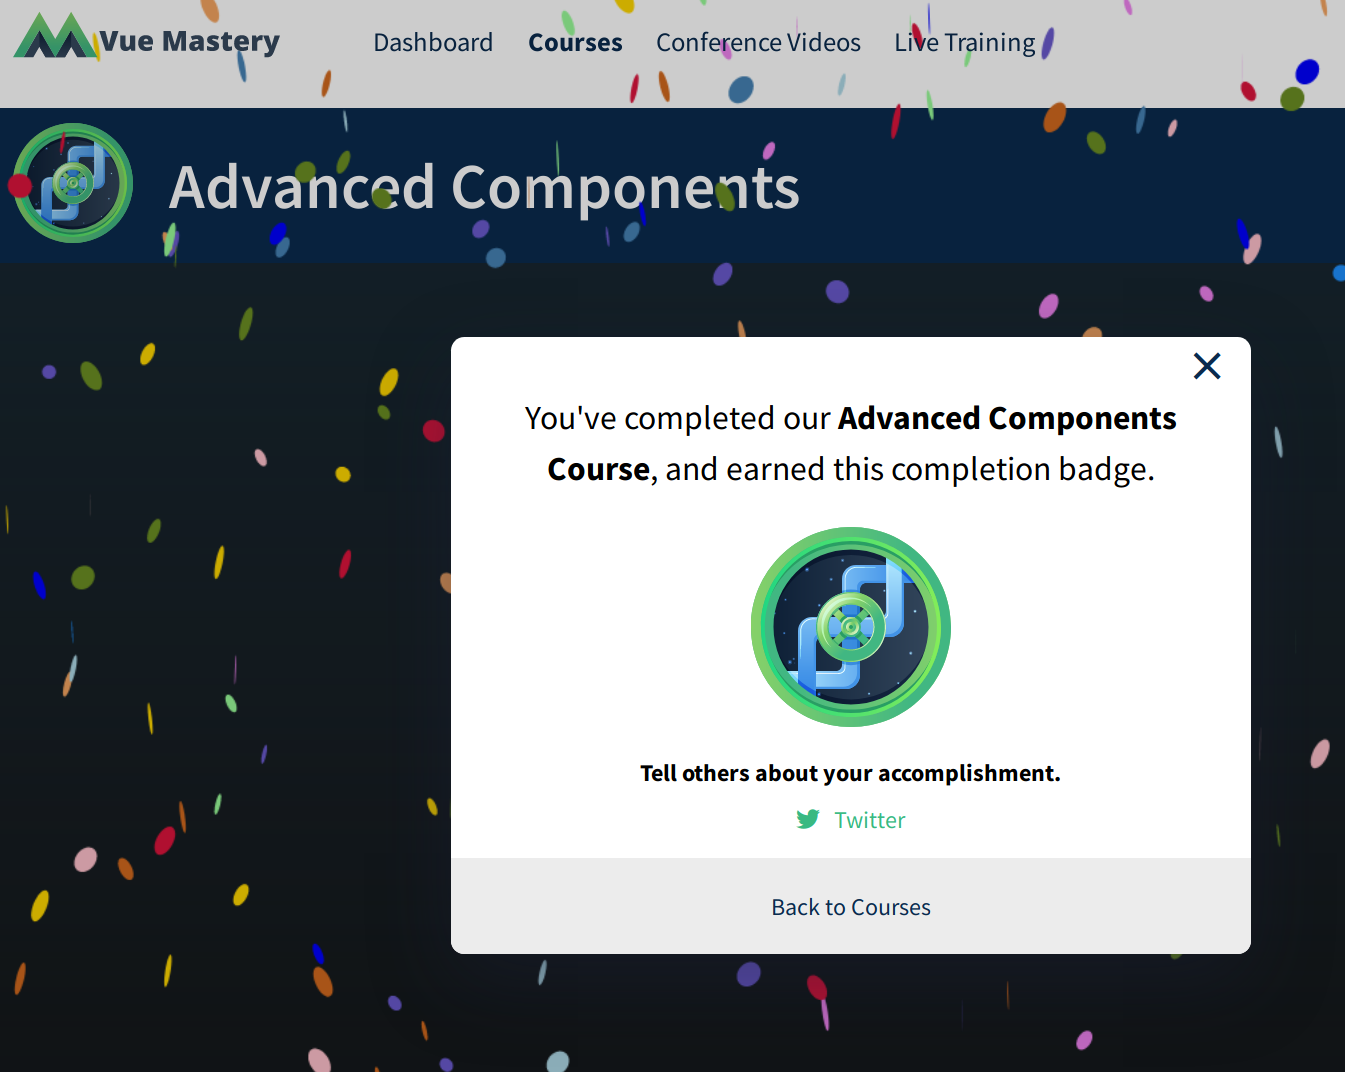 Vue Mastery
Dashboard
Courses
Conference Videos
Live Training
Advanced Components
You've completed our Advanced Components
Course, and earned this completion badge.
Tell others about your accomplishment.
Twitter
Back to Courses